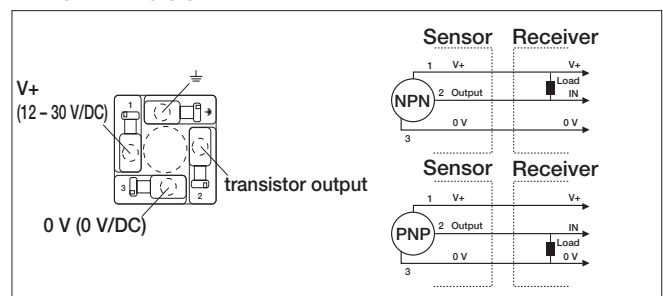 V+
(12 – 30 V/DC)
1
3
2
transistor output
0 V (0 V/DC)
Sensor Receiver
1 V+ V+
Load
NPN 2 Output IN
0 V 0 V
3
Sensor Receiver
1 V+ V+
PNP 2 Output IN
Load
0 V 0 V
3